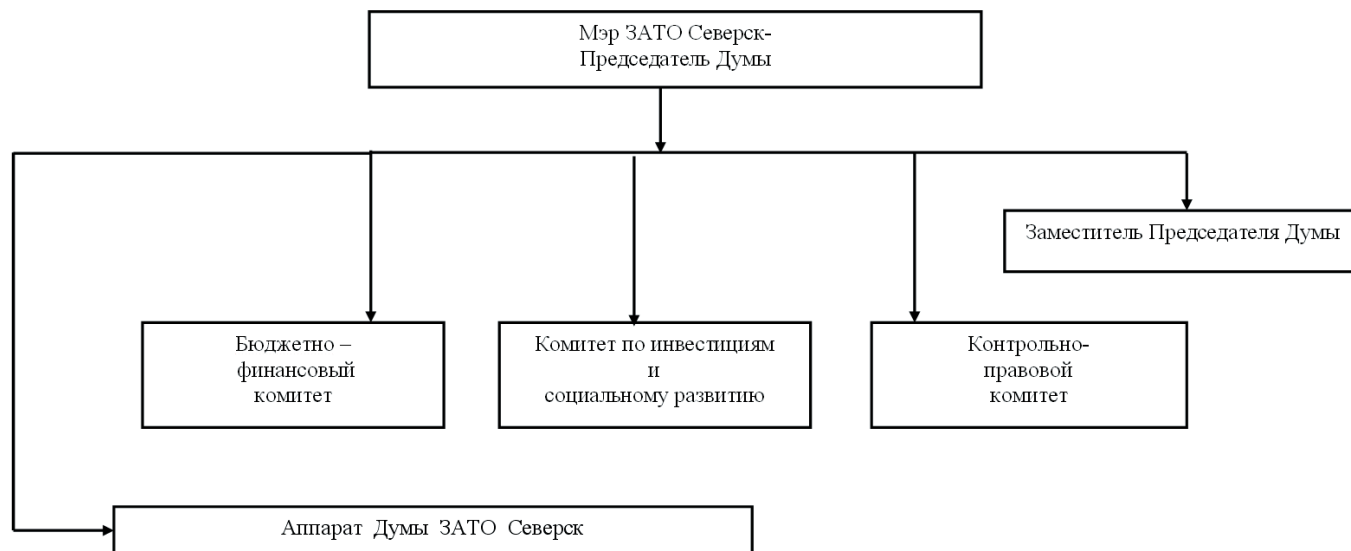 Мэр ЗАТО Северск-
Председатель Думы
Заместитель Председателя Думы
Бюджетно –
финансовый
комитет
Комитет по инвестициям
и
социальному развитию
Контрольно-
правовой
комитет
Аппарат Думы ЗАТО Северск